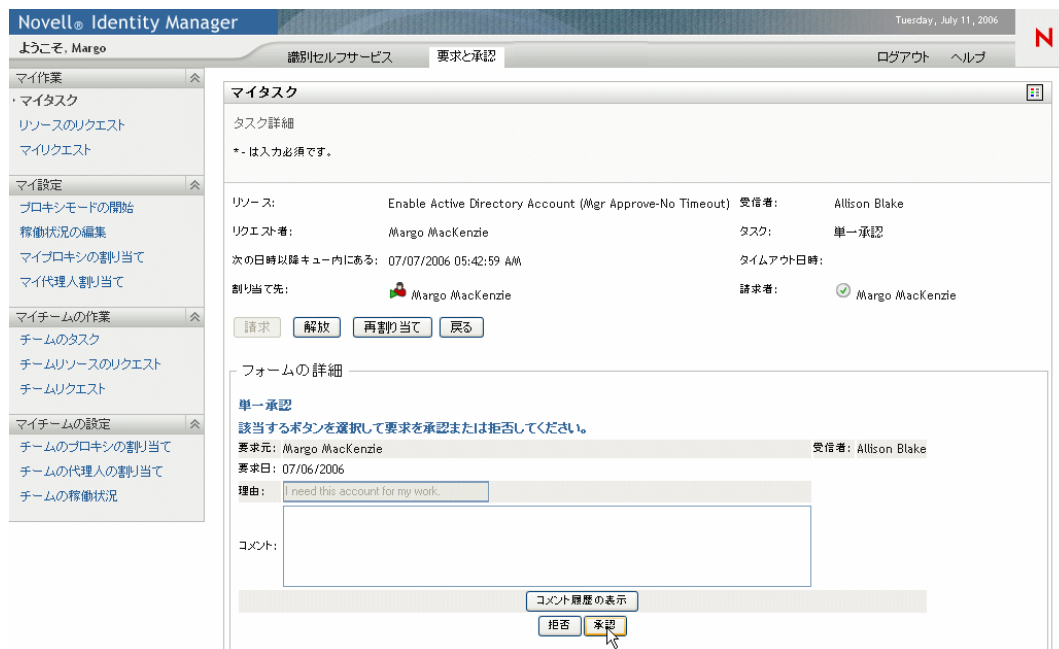 Novell® Identity Manager
Tuesday, July 11, 2006
N
ようこそ, Margo
識別セルフサービス 要求と承認 ログアウト ヘルプ
マイ作業
・マイタスク
リソースのリクエスト
マイリクエスト
マイ設定
プロキシモードの開始
稼働状況の編集
マイプロキシの割り当て
マイ代理人割り当て
マイチームの作業
チームのタスク
チームリソースのリクエスト
チームリクエスト
マイチームの設定
チームのプロキシの割り当て
チームの代理人の割り当て
チームの稼働状況
マイタスク
タスク詳細
*- は入力必須です。
リソース: Enable Active Directory Account (Mgr Approve-No Timeout) 受信者: Allison Blake
リクエスト者: Margo MacKenzie タスク: 単一承認
次の日時以降キュー内にある: 07/07/2006 05:42:59 AM タイムアウト日時:
割り当て先: Margo MacKenzie 請求者: Margo MacKenzie
請求 解放 再割り当て 戻る
フォームの詳細
単一承認
該当するボタンを選択して要求を承認または拒否してください。
要求元: Margo MacKenzie 受信者: Allison Blake
要求日: 07/06/2006
理由: I need this account for my work.
コメント:
コメント履歴の表示
拒否 承認